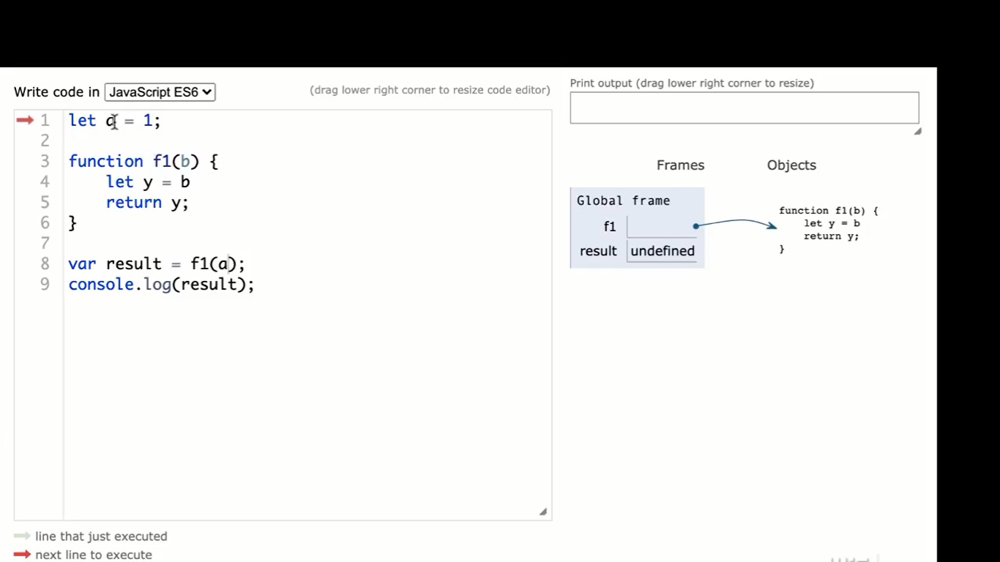 Write code in JavaScript ES6
(drag lower right corner to resize code editor)
1 let a = 1;
2
3 function f1(b) {
4 let y = b
5 return y;
6 }
7
8 var result = f1(a);
9 console.log(result);
line that just executed
next line to execute
Print output (drag lower right corner to resize)
Frames
Objects
Global frame
f1
result undefined
function f1(b) {
let y = b
return y;
}